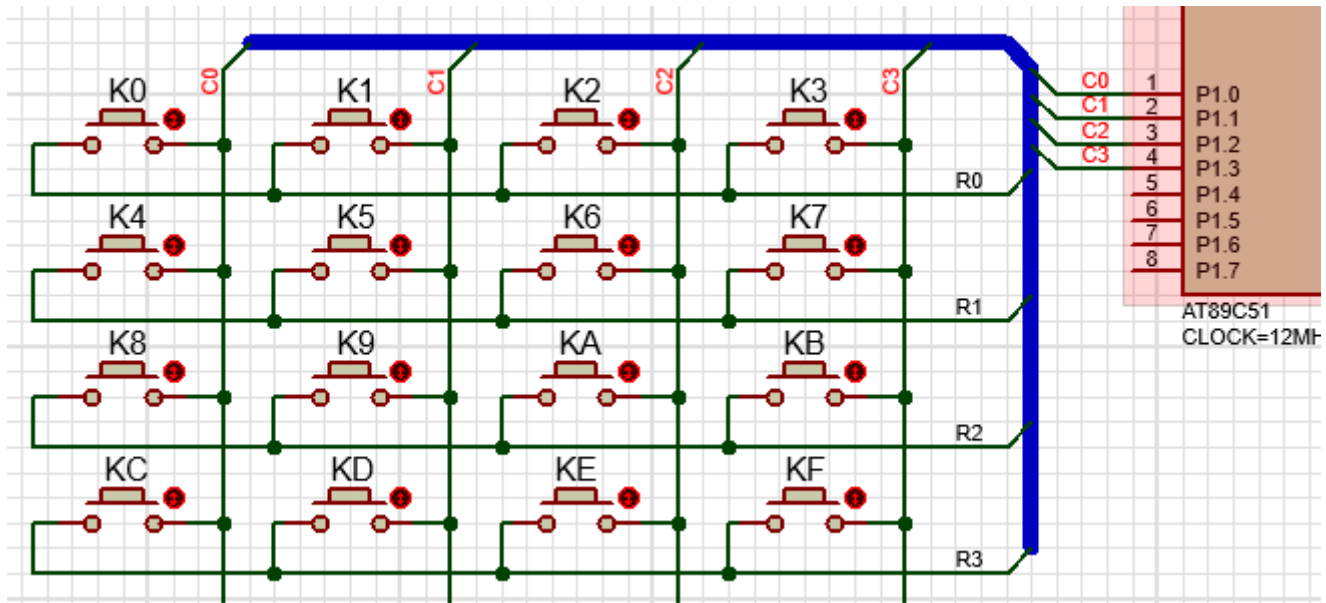 C0 C1 C2 C3
K0 K1 K2 K3
R0
K4 K5 K6 K7
R1
K8 K9 KA KB
R2
KC KD KE KF
R3
C0 1 P1.0
C1 2 P1.1
C2 3 P1.2
C3 4 P1.3
5 P1.4
6 P1.5
7 P1.6
8 P1.7
AT89C51
CLOCK=12MH